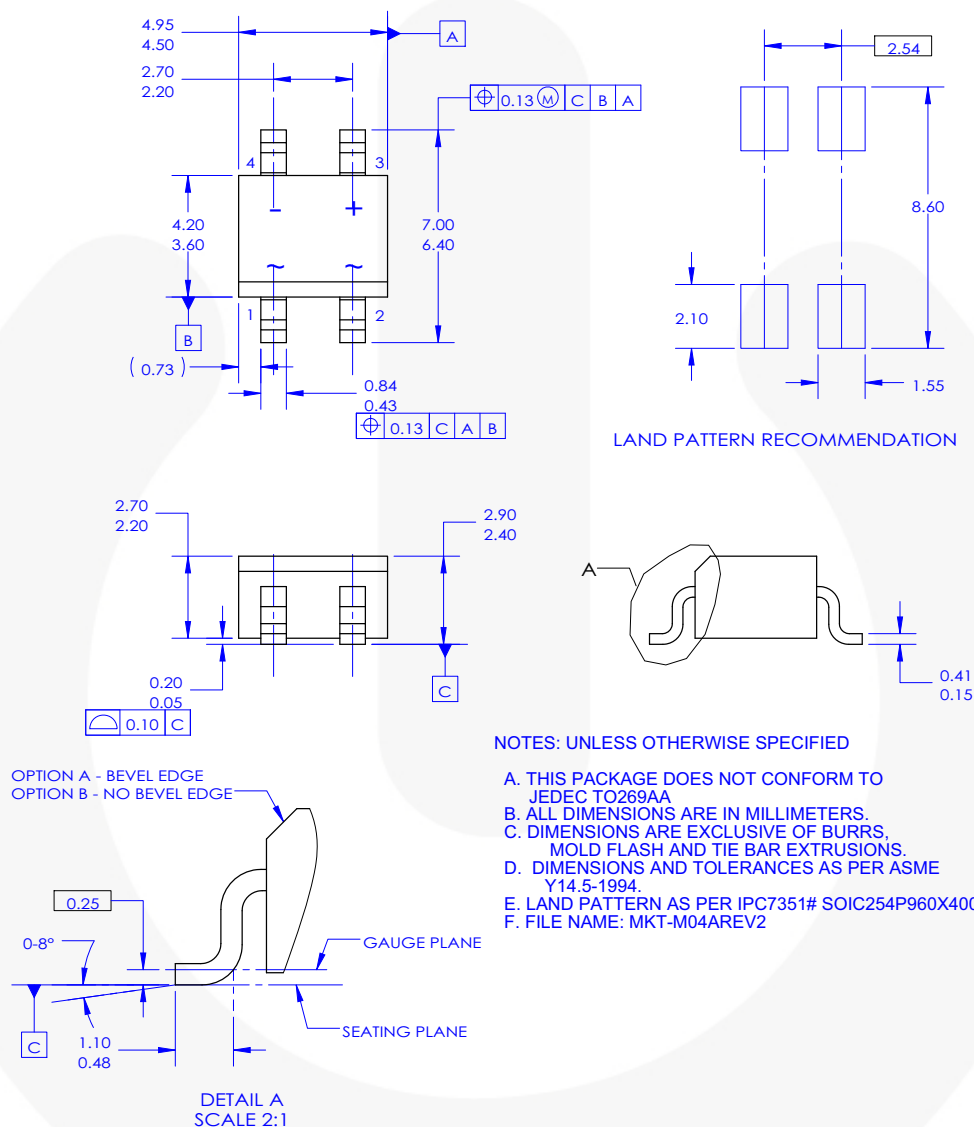 4.95
4.50
A
2.70
2.20
0.13 M C B A
4 3
- +
4.20
3.60
7.00
6.40
~ ~
1 2
B
( 0.73 )
0.84
0.43
0.13 C A B
2.54
8.60
2.10
1.55
LAND PATTERN RECOMMENDATION
2.70
2.20
2.90
2.40
0.20
0.05
0.10 C
C
A
0.41
0.15
OPTION A - BEVEL EDGE
OPTION B - NO BEVEL EDGE
0.25
0-8°
GAUGE PLANE
SEATING PLANE
C
1.10
0.48
DETAIL A
SCALE 2:1
NOTES: UNLESS OTHERWISE SPECIFIED
A. THIS PACKAGE DOES NOT CONFORM TO
JEDEC TO269AA
B. ALL DIMENSIONS ARE IN MILLIMETERS.
C. DIMENSIONS ARE EXCLUSIVE OF BURRS,
MOLD FLASH AND TIE BAR EXTRUSIONS.
D. DIMENSIONS AND TOLERANCES AS PER ASME
Y14.5-1994.
E. LAND PATTERN AS PER IPC7351# SOIC254P960X400
F. FILE NAME: MKT-M04AREV2